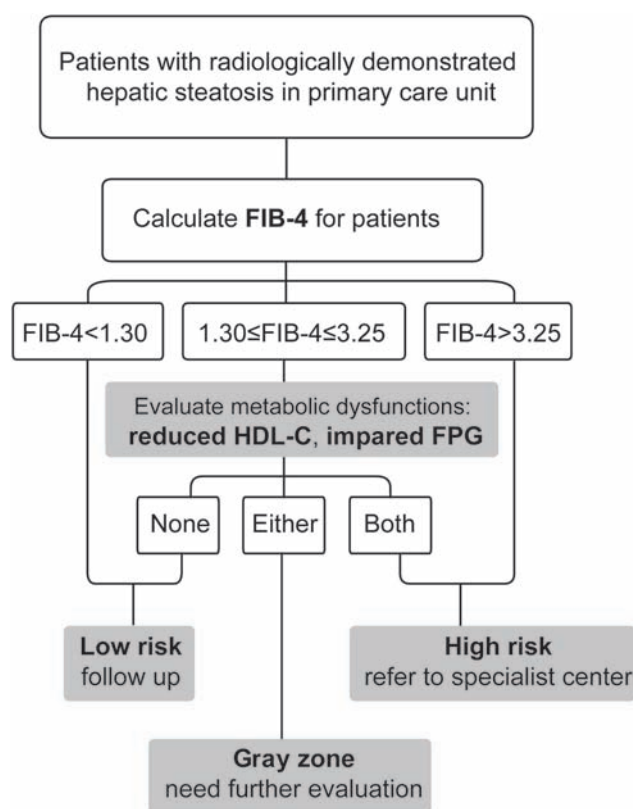 Patients with radiologically demonstrated
hepatic steatosis in primary care unit
Calculate FIB-4 for patients
FIB-4<1.30
1.30≤FIB-4≤3.25
FIB-4>3.25
Evaluate metabolic dysfunctions:
reduced HDL-C, impared FPG
None
Either
Both
Low risk
follow up
High risk
refer to specialist center
Gray zone
need further evaluation